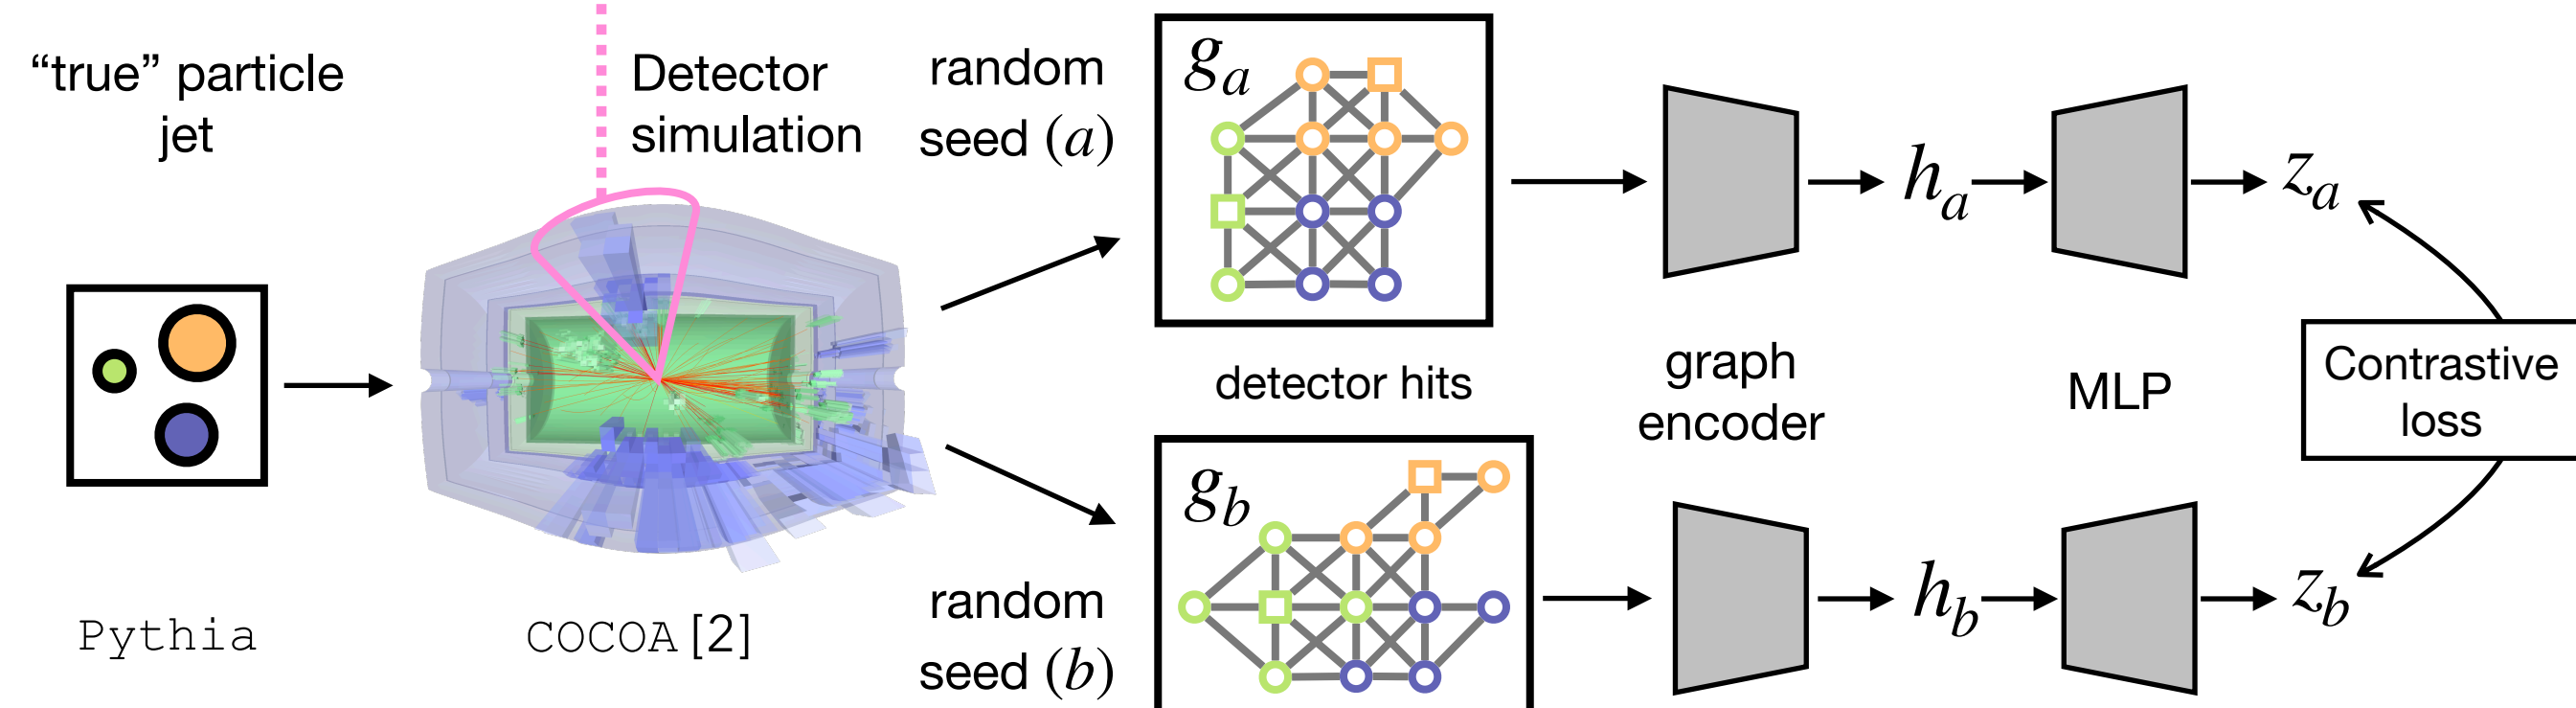 “true” particle
jet
Pythia
Detector
simulation
COCOA [2]
random
seed (a)
random
seed (b)
g_a
detector hits
g_b
graph
encoder
h_a
h_b
MLP
z_a
z_b
Contrastive
loss